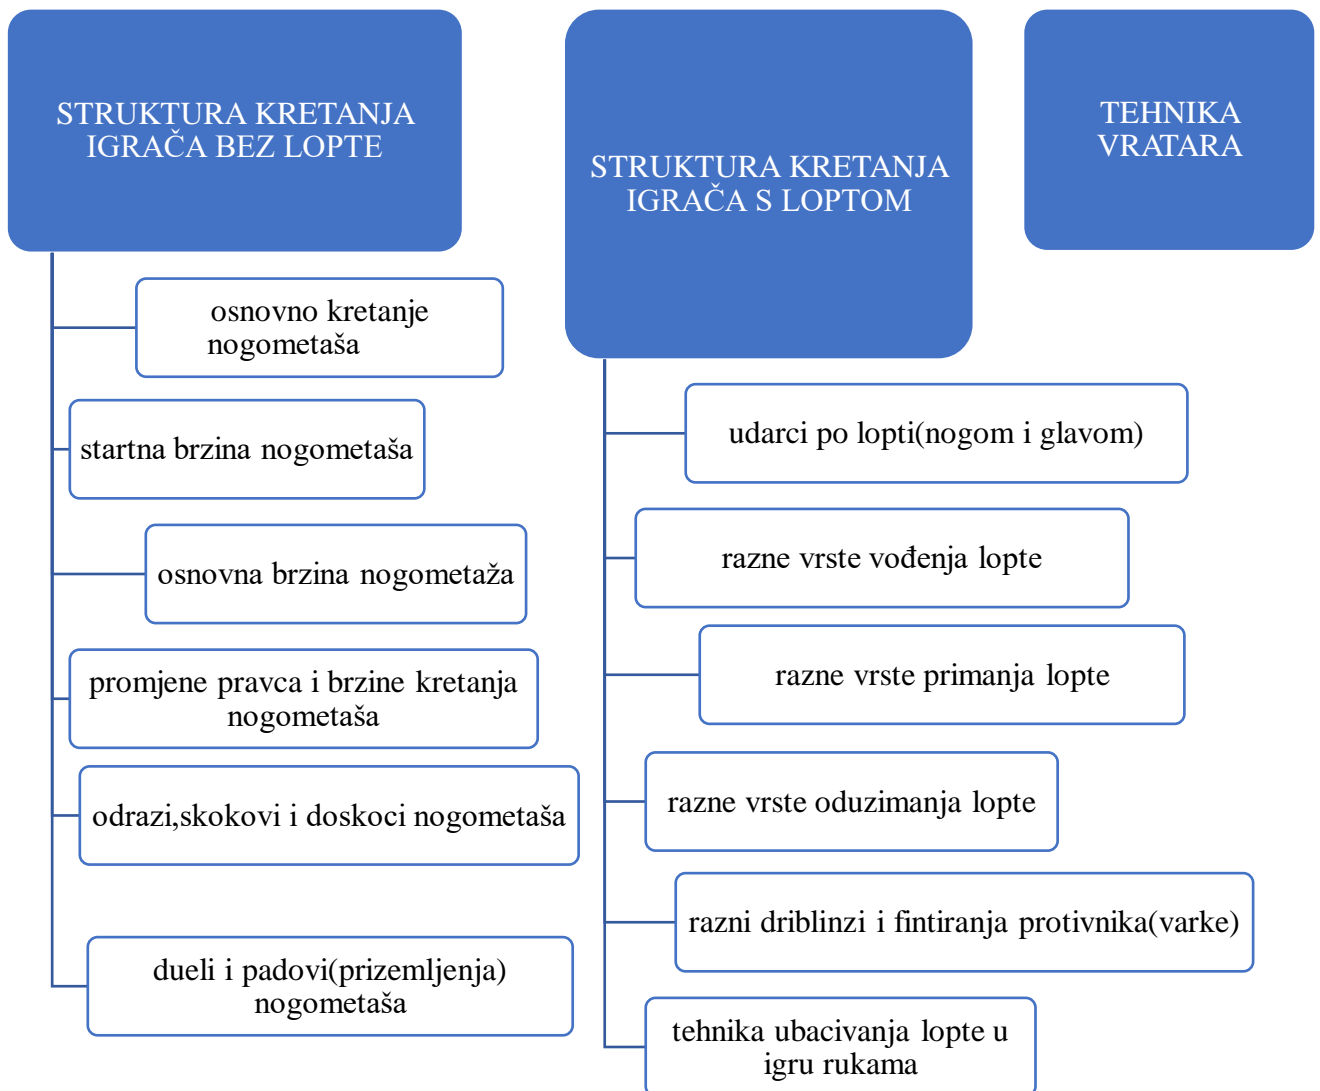 STRUKTURA KRETANJA
IGRAČA BEZ LOPTE
osnovno kretanje
nogometaša
startna brzina nogometaša
osnovna brzina nogometaža
promjene pravca i brzine kretanja
nogometaša
odrazi,skokovi i doskoci nogometaša
dueli i padovi(prizemljenja)
nogometaša
STRUKTURA KRETANJA
IGRAČA S LOPTOM
udarci po lopti(nogom i glavom)
razne vrste vođenja lopte
razne vrste primanja lopte
razne vrste oduzimanja lopte
razni driblinzi i fintiranja protivnika(varke)
tehnika ubacivanja lopte u
igru rukama
TEHNIKA
VRATARA